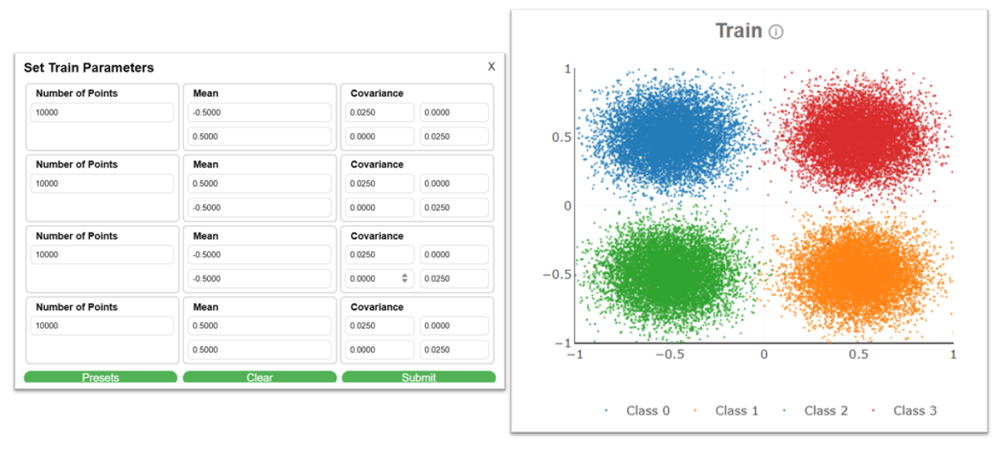 Set Train Parameters X
Number of Points Mean Covariance
10000 -0.5000 0.0250 0.0000
0.5000 0.0000 0.0250
Number of Points Mean Covariance
10000 0.5000 0.0250 0.0000
-0.5000 0.0000 0.0250
Number of Points Mean Covariance
10000 -0.5000 0.0250 0.0000
-0.5000 0.0000 0.0250
Number of Points Mean Covariance
10000 0.5000 0.0250 0.0000
0.5000 0.0000 0.0250
Presets Clear Submit
Train i
1
0.5
0
−0.5
−1
−1 −0.5 0 0.5 1
Class 0 Class 1 Class 2 Class 3